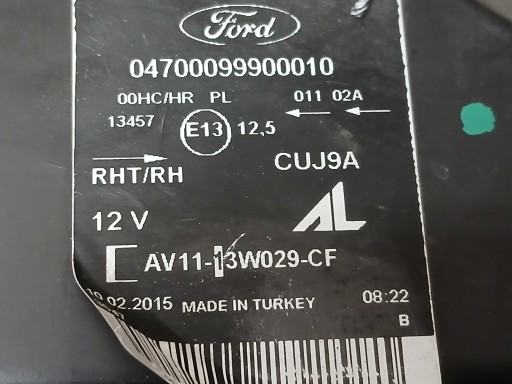 Ford
04700099900010
00HC/HR PL 011 02A
13457 E13 12,5
RHT/RH CUJ9A
12 V AL
AV11-13W029-CF
.02.2015 MADE IN TURKEY 08:22
B